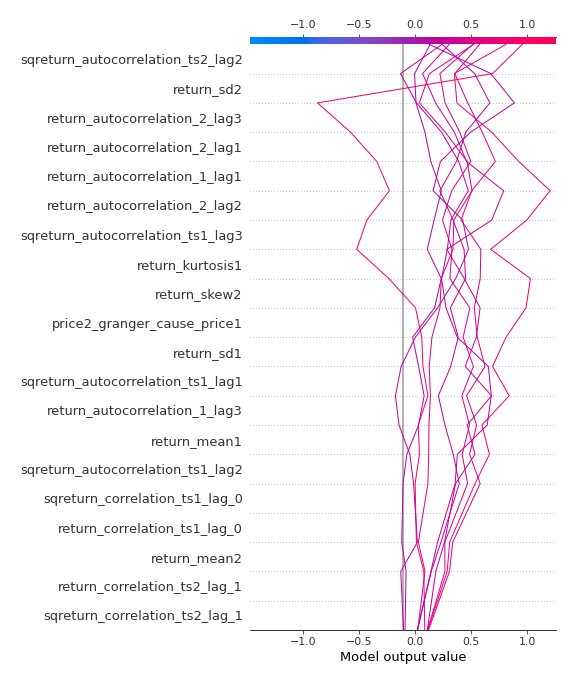 −1.0 −0.5 0.0 0.5 1.0
sqreturn_autocorrelation_ts2_lag2
return_sd2
return_autocorrelation_2_lag3
return_autocorrelation_2_lag1
return_autocorrelation_1_lag1
return_autocorrelation_2_lag2
sqreturn_autocorrelation_ts1_lag3
return_kurtosis1
return_skew2
price2_granger_cause_price1
return_sd1
sqreturn_autocorrelation_ts1_lag1
return_autocorrelation_1_lag3
return_mean1
sqreturn_autocorrelation_ts1_lag2
sqreturn_correlation_ts1_lag_0
return_correlation_ts1_lag_0
return_mean2
return_correlation_ts2_lag_1
sqreturn_correlation_ts2_lag_1
−1.0 −0.5 0.0 0.5 1.0
Model output value